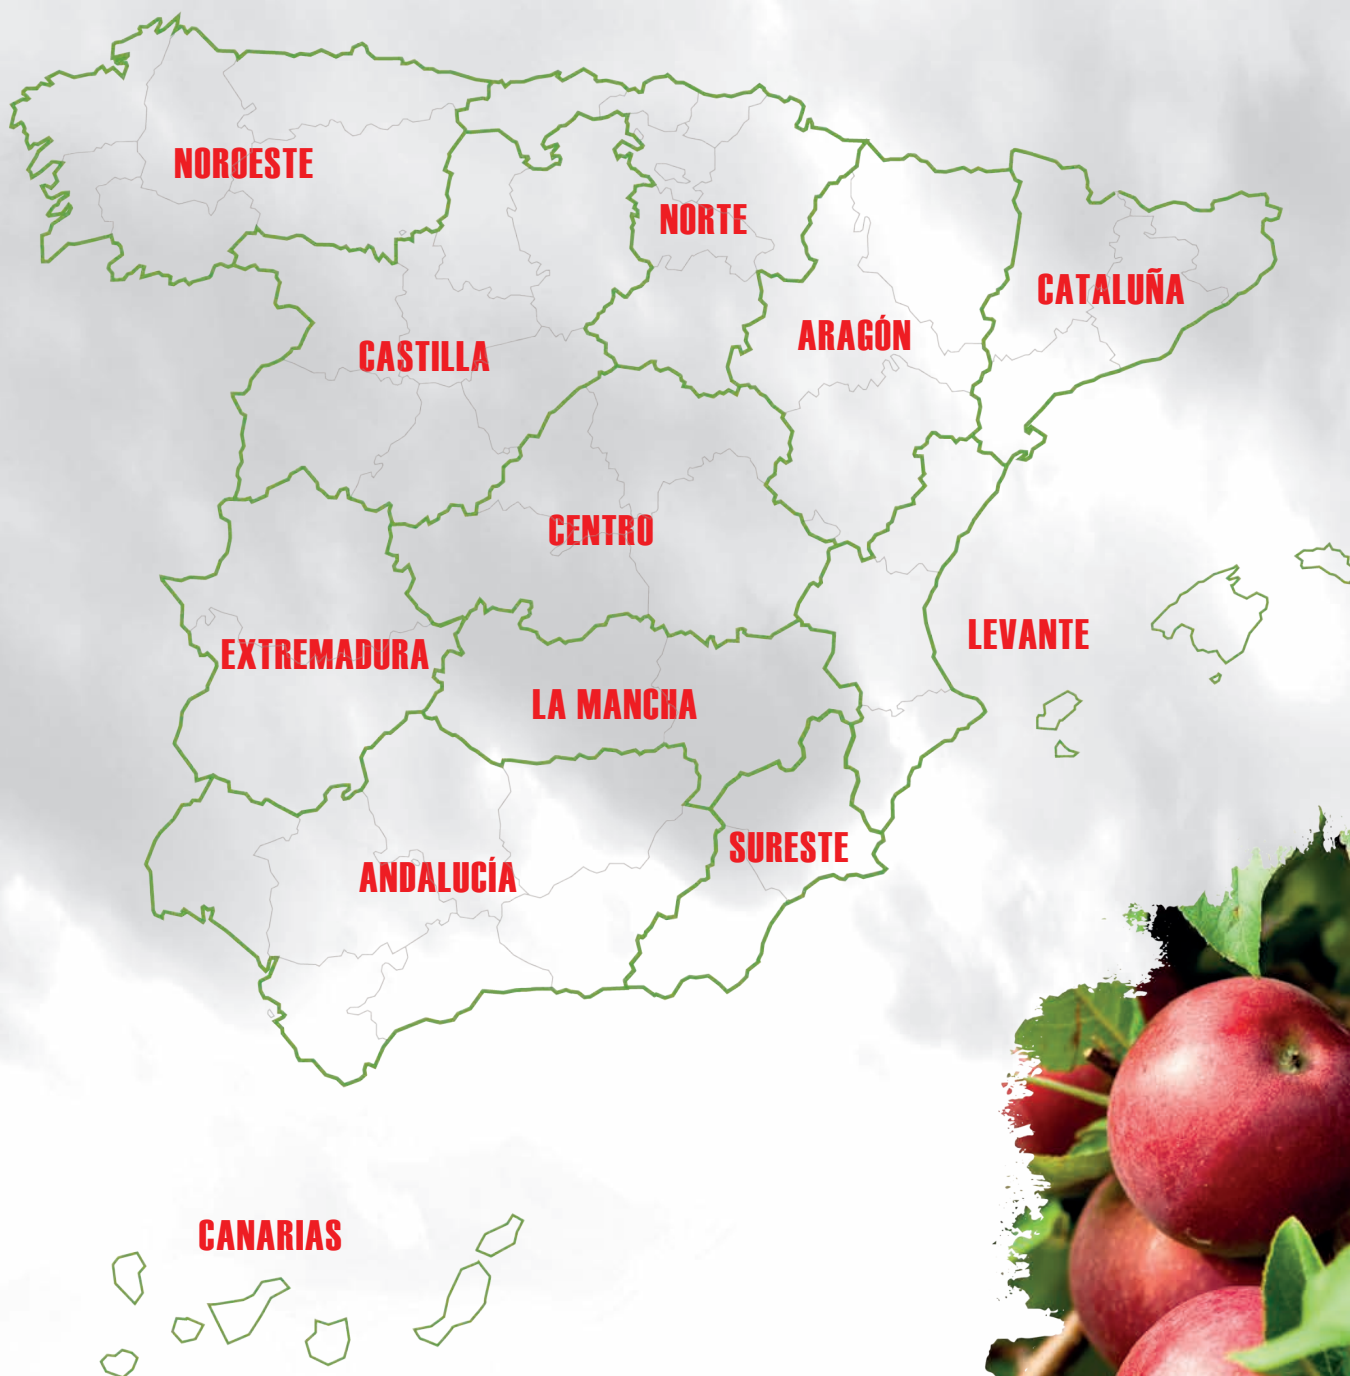 NOROESTE
NORTE
CATALUÑA
ARAGÓN
CASTILLA
CENTRO
LEVANTE
EXTREMADURA
LA MANCHA
SURESTE
ANDALUCÍA
CANARIAS